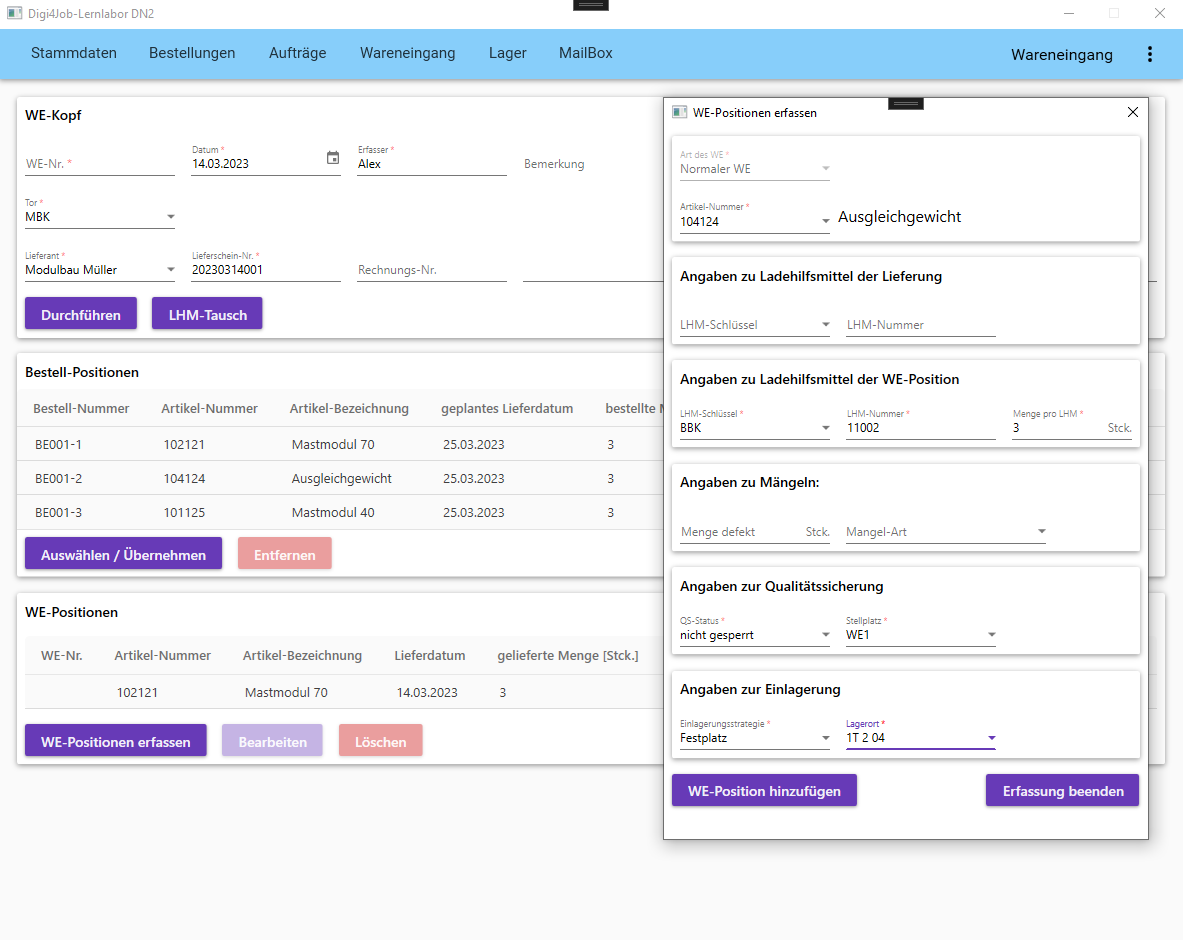 Digi4Job-Lernlabor DN2
Stammdaten Bestellungen Aufträge Wareneingang Lager MailBox Wareneingang
WE-Kopf
WE-Nr. *
Datum *
14.03.2023
Erfasser *
Alex
Bemerkung
Tor *
MBK
Lieferant *
Modulbau Müller
Lieferschein-Nr. *
20230314001
Rechnungs-Nr.
Durchführen LHM-Tausch
Bestell-Positionen
Bestell-Nummer Artikel-Nummer Artikel-Bezeichnung geplantes Lieferdatum bestellte
BE001-1 102121 Mastmodul 70 25.03.2023 3
BE001-2 104124 Ausgleichgewicht 25.03.2023 3
BE001-3 101125 Mastmodul 40 25.03.2023 3
Auswählen / Übernehmen Entfernen
WE-Positionen
WE-Nr. Artikel-Nummer Artikel-Bezeichnung Lieferdatum gelieferte Menge [Stck.]
102121 Mastmodul 70 14.03.2023 3
WE-Positionen erfassen Bearbeiten Löschen
WE-Positionen erfassen
Art des WE *
Normaler WE
Artikel-Nummer *
104124 Ausgleichgewicht
Angaben zu Ladehilfsmittel der Lieferung
LHM-Schlüssel LHM-Nummer
Angaben zu Ladehilfsmittel der WE-Position
LHM-Schlüssel * LHM-Nummer * Menge pro LHM *
BBK 11002 3 Stck.
Angaben zu Mängeln:
Menge defekt Stck. Mangel-Art
Angaben zur Qualitätssicherung
QS-Status * Stellplatz *
nicht gesperrt WE1
Angaben zur Einlagerung
Einlagerungsstrategie * Lagerort *
Festplatz 1T 2 04
WE-Position hinzufügen Erfassung beenden